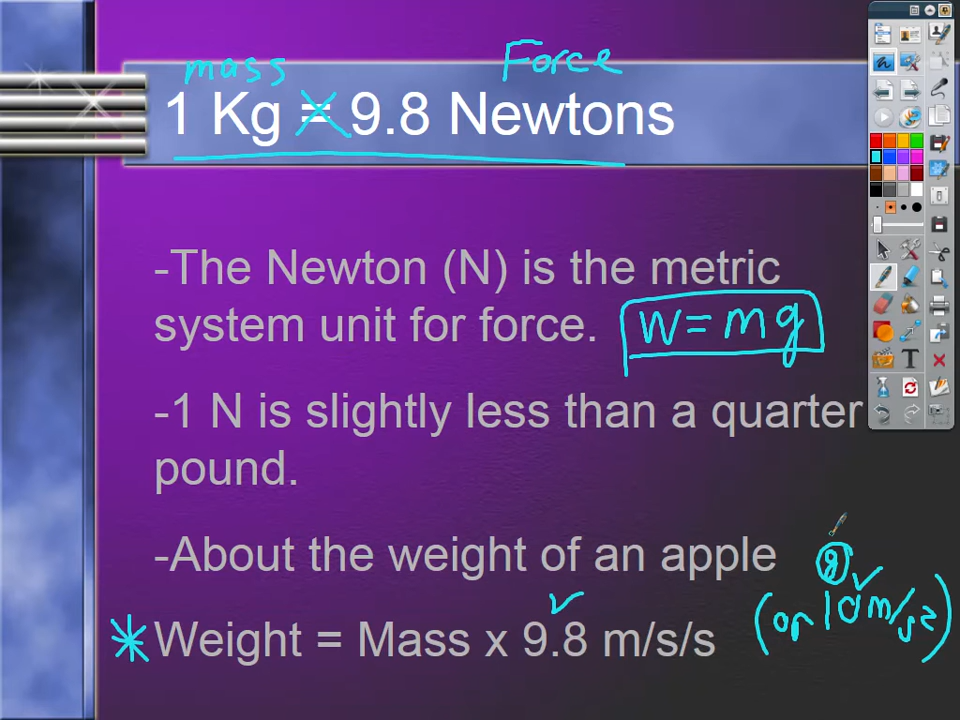 mass Force
1 Kg = 9.8 Newtons
-The Newton (N) is the metric
system unit for force. W = mg
-1 N is slightly less than a quarter
pound.
-About the weight of an apple g
(or 10 m/s²)
*Weight = Mass x 9.8 m/s/s